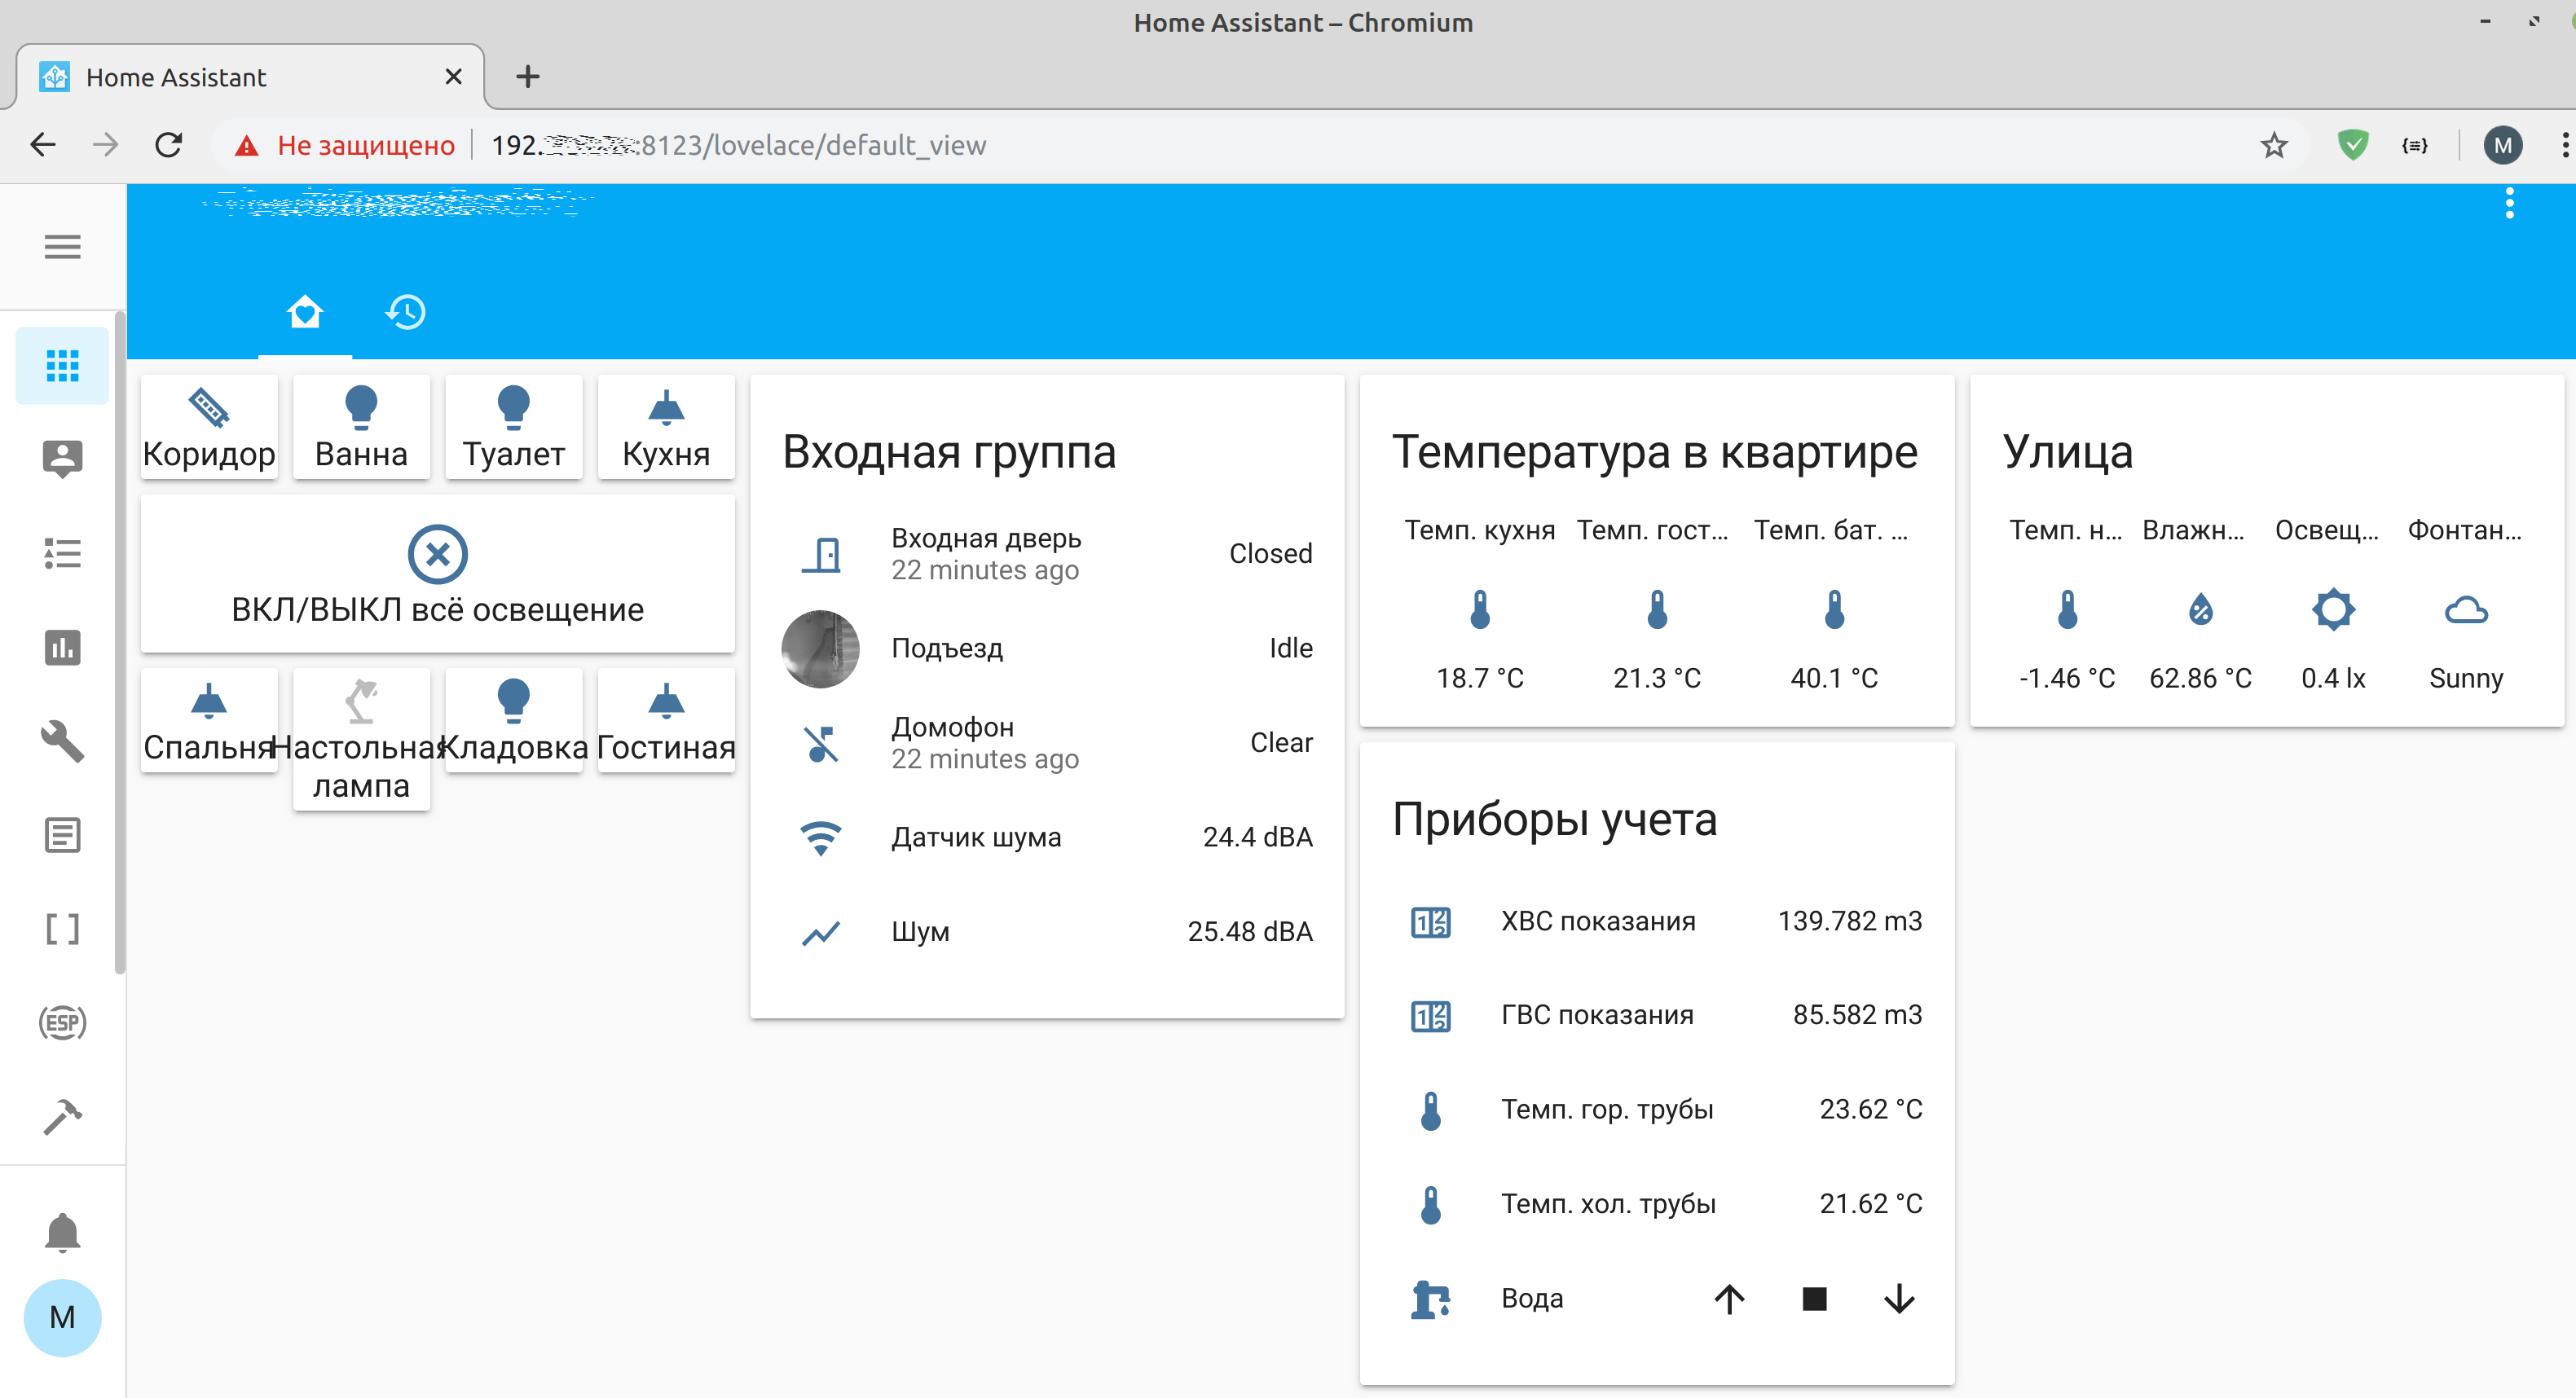 Home Assistant – Chromium
Home Assistant
Не защищено
192. :8123/lovelace/default_view
M
Коридор
Ванна
Туалет
Кухня
ВКЛ/ВЫКЛ всё освещение
Спальня
Настольная
лампа
Кладовка
Гостиная
Входная группа
Входная дверь
22 minutes ago
Closed
Подъезд
Idle
Домофон
22 minutes ago
Clear
Датчик шума
24.4 dBA
Шум
25.48 dBA
Температура в квартире
Темп. кухня
Темп. гост...
Темп. бат. ...
18.7 °C
21.3 °C
40.1 °C
Приборы учета
ХВС показания
139.782 m3
ГВС показания
85.582 m3
Темп. гор. трубы
23.62 °C
Темп. хол. трубы
21.62 °C
Вода
Улица
Темп. н...
Влажн...
Освещ...
Фонтан...
-1.46 °C
62.86 °C
0.4 lx
Sunny
ESP
M